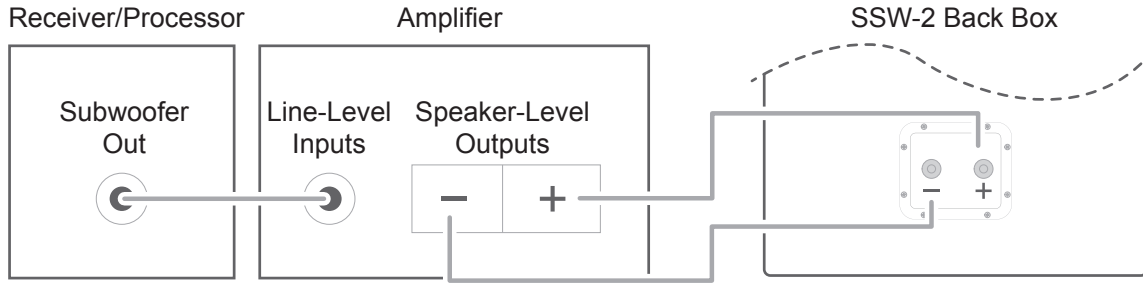 Receiver/Processor
Amplifier
SSW-2 Back Box
Subwoofer
Out
Line-Level
Inputs
Speaker-Level
Outputs
− +
− +